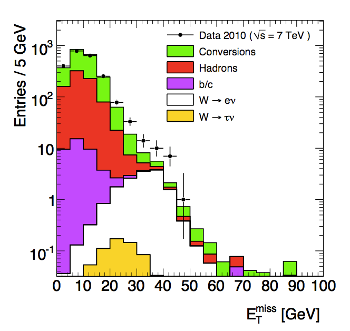 Entries / 5 GeV
10³
10²
10
1
10⁻¹
Data 2010 (√s = 7 TeV)
Conversions
Hadrons
b/c
W → eν
W → τν
0 10 20 30 40 50 60 70 80 90 100
E_T^miss [GeV]